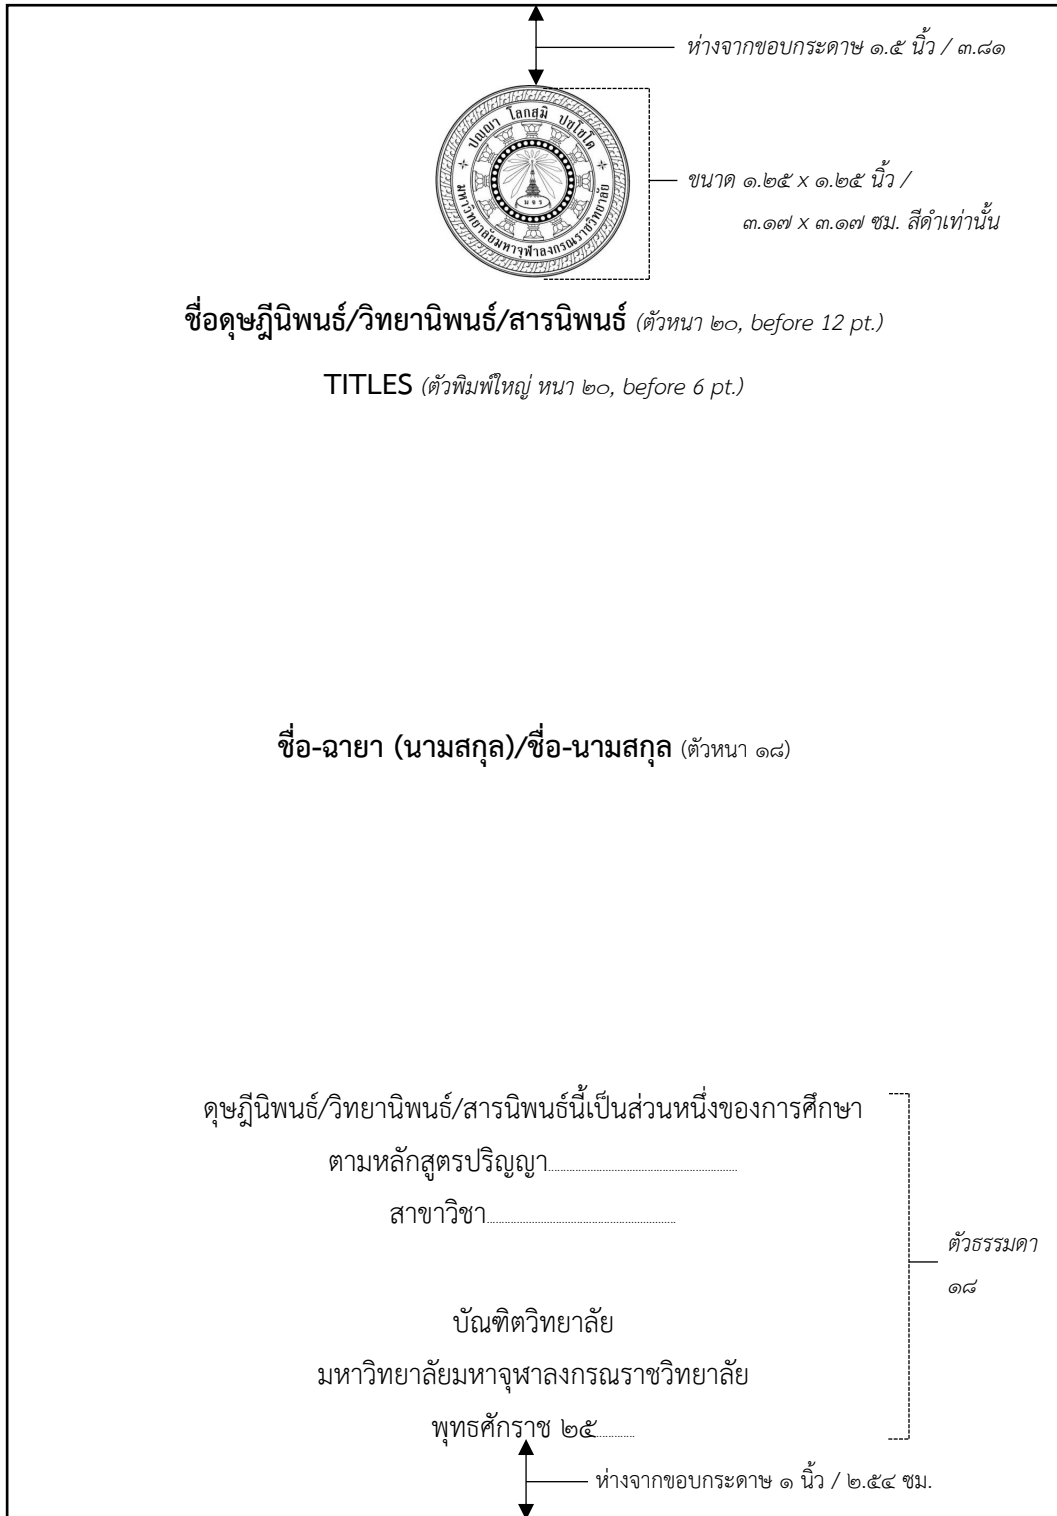 ห่างจากขอบกระดาษ ๑.๕ นิ้ว / ๓.๘๑
ปญฺญา โลกสฺมิ ปชฺโชโต
มหาวิทยาลัยมหาจุฬาลงกรณราชวิทยาลัย
ม จ ร
ขนาด ๑.๒๕ x ๑.๒๕ นิ้ว /
๓.๑๗ x ๓.๑๗ ซม. สีดำเท่านั้น
ชื่อดุษฎีนิพนธ์/วิทยานิพนธ์/สารนิพนธ์ (ตัวหนา ๒๐, before 12 pt.)
TITLES (ตัวพิมพ์ใหญ่ หนา ๒๐, before 6 pt.)
ชื่อ-ฉายา (นามสกุล)/ชื่อ-นามสกุล (ตัวหนา ๑๘)
ดุษฎีนิพนธ์/วิทยานิพนธ์/สารนิพนธ์นี้เป็นส่วนหนึ่งของการศึกษา
ตามหลักสูตรปริญญา...............................................................
สาขาวิชา...............................................................
ตัวธรรมดา
๑๘
บัณฑิตวิทยาลัย
มหาวิทยาลัยมหาจุฬาลงกรณราชวิทยาลัย
พุทธศักราช ๒๕.............
ห่างจากขอบกระดาษ ๑ นิ้ว / ๒.๕๔ ซม.